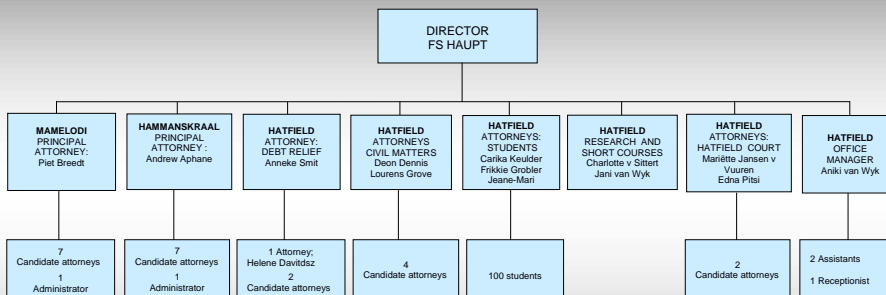 DIRECTOR
FS HAUPT
MAMELODI
PRINCIPAL
ATTORNEY:
Piet Breedt
HAMMANSKRAAL
PRINCIPAL
ATTORNEY :
Andrew Aphane
HATFIELD
ATTORNEY:
DEBT RELIEF
Anneke Smit
HATFIELD
ATTORNEYS
CIVIL MATTERS
Deon Dennis
Lourens Grove
HATFIELD
ATTORNEYS:
STUDENTS
Carika Keulder
Frikkie Grobler
Jeane-Mari
HATFIELD
RESEARCH AND
SHORT COURSES
Charlotte v Sittert
Jani van Wyk
HATFIELD
ATTORNEYS:
HATFIELD COURT
Mariëtte Jansen v
Vuuren
Edna Pitsi
HATFIELD
OFFICE
MANAGER
Aniki van Wyk
7
Candidate attorneys
1
Administrator
7
Candidate attorneys
1
Administrator
1 Attorney;
Helene Davitdsz
2
Candidate attorneys
4
Candidate attorneys
100 students
2
Candidate attorneys
2 Assistants
1 Receptionist